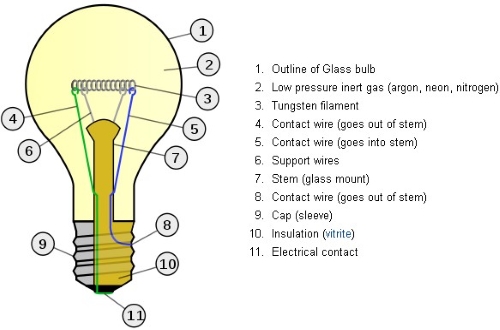 1
2
3
4
5
6
7
8
9
10
11
1. Outline of Glass bulb
2. Low pressure inert gas (argon, neon, nitrogen)
3. Tungsten filament
4. Contact wire (goes out of stem)
5. Contact wire (goes into stem)
6. Support wires
7. Stem (glass mount)
8. Contact wire (goes out of stem)
9. Cap (sleeve)
10. Insulation (vitrite)
11. Electrical contact